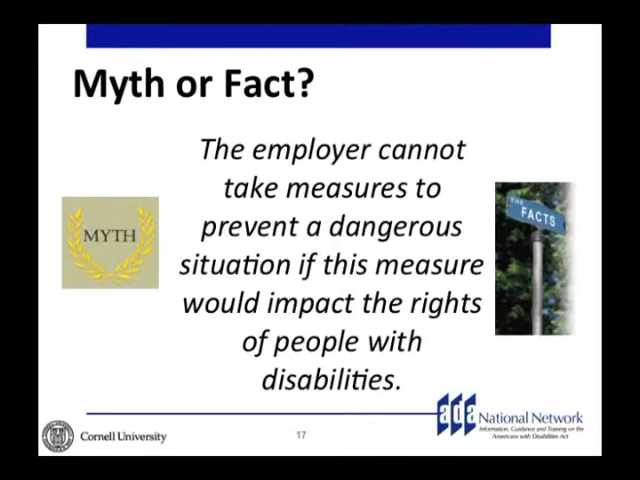 Myth or Fact?
The employer cannot
take measures to
prevent a dangerous
situation if this measure
would impact the rights
of people with
disabilities.
MYTH
THE
FACTS
Cornell University
17
ada National Network
Information, Guidance and Training on the
Americans with Disabilities Act